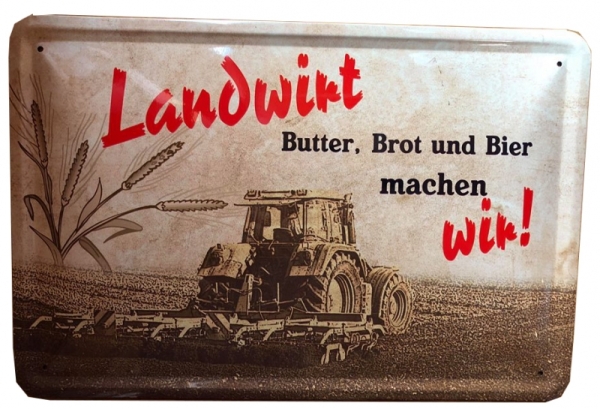 Landwirt
Butter, Brot und Bier
machen
wir!